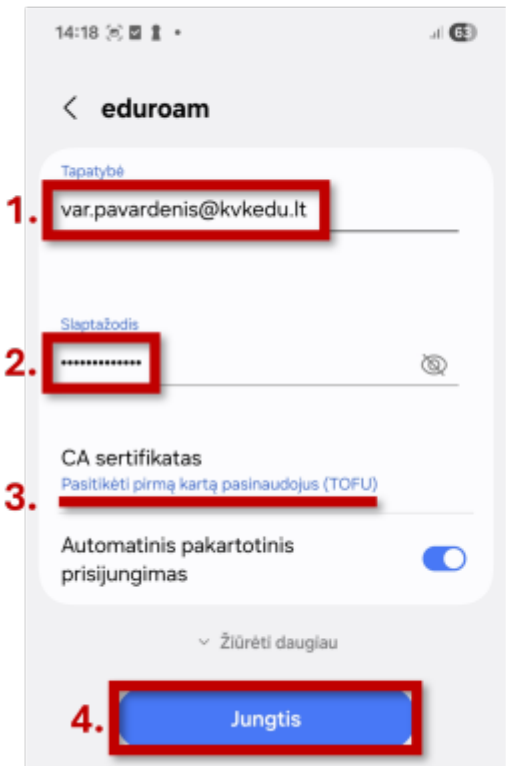 14:18
63
eduroam
Tapatybė
1. var.pavardenis@kvkedu.lt
Slaptažodis
2. •••••••••••••
CA sertifikatas
Pasitikėti pirmą kartą pasinaudojus (TOFU)
3.
Automatinis pakartotinis
prisijungimas
Žiūrėti daugiau
4. Jungtis